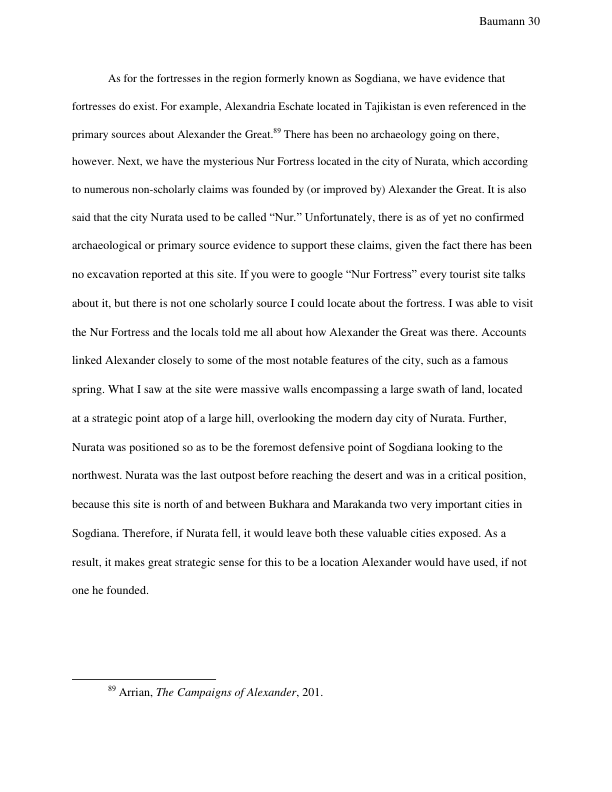 Baumann 30
As for the fortresses in the region formerly known as Sogdiana, we have evidence that
fortresses do exist. For example, Alexandria Eschate located in Tajikistan is even referenced in the
primary sources about Alexander the Great.89 There has been no archaeology going on there,
however. Next, we have the mysterious Nur Fortress located in the city of Nurata, which according
to numerous non-scholarly claims was founded by (or improved by) Alexander the Great. It is also
said that the city Nurata used to be called “Nur.” Unfortunately, there is as of yet no confirmed
archaeological or primary source evidence to support these claims, given the fact there has been
no excavation reported at this site. If you were to google “Nur Fortress” every tourist site talks
about it, but there is not one scholarly source I could locate about the fortress. I was able to visit
the Nur Fortress and the locals told me all about how Alexander the Great was there. Accounts
linked Alexander closely to some of the most notable features of the city, such as a famous
spring. What I saw at the site were massive walls encompassing a large swath of land, located
at a strategic point atop of a large hill, overlooking the modern day city of Nurata. Further,
Nurata was positioned so as to be the foremost defensive point of Sogdiana looking to the
northwest. Nurata was the last outpost before reaching the desert and was in a critical position,
because this site is north of and between Bukhara and Marakanda two very important cities in
Sogdiana. Therefore, if Nurata fell, it would leave both these valuable cities exposed. As a
result, it makes great strategic sense for this to be a location Alexander would have used, if not
one he founded.
89 Arrian, The Campaigns of Alexander, 201.